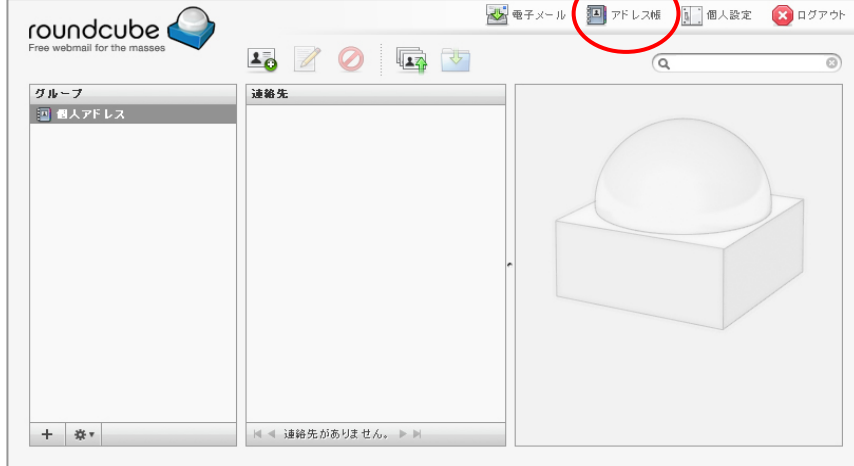 roundcube
Free webmail for the masses
電子メール アドレス帳 個人設定 ログアウト
グループ
連絡先
個人アドレス
連絡先がありません。